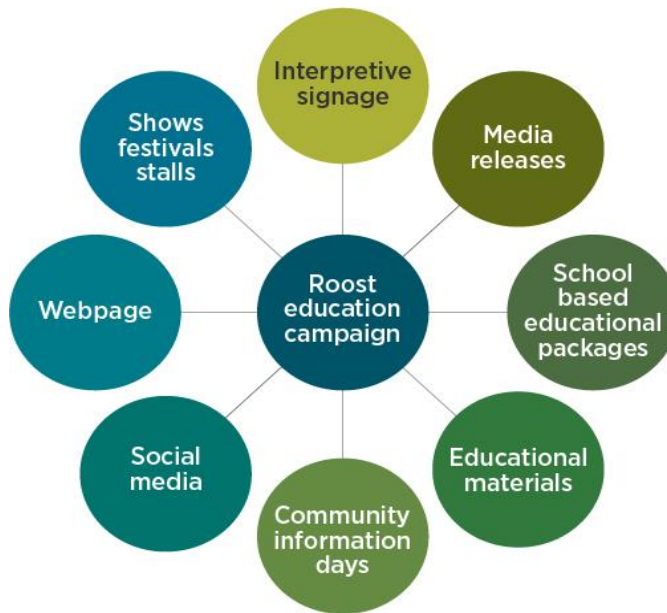 Interpretive
signage
Media
releases
School
based
educational
packages
Educational
materials
Community
information
days
Social
media
Webpage
Shows
festivals
stalls
Roost
education
campaign